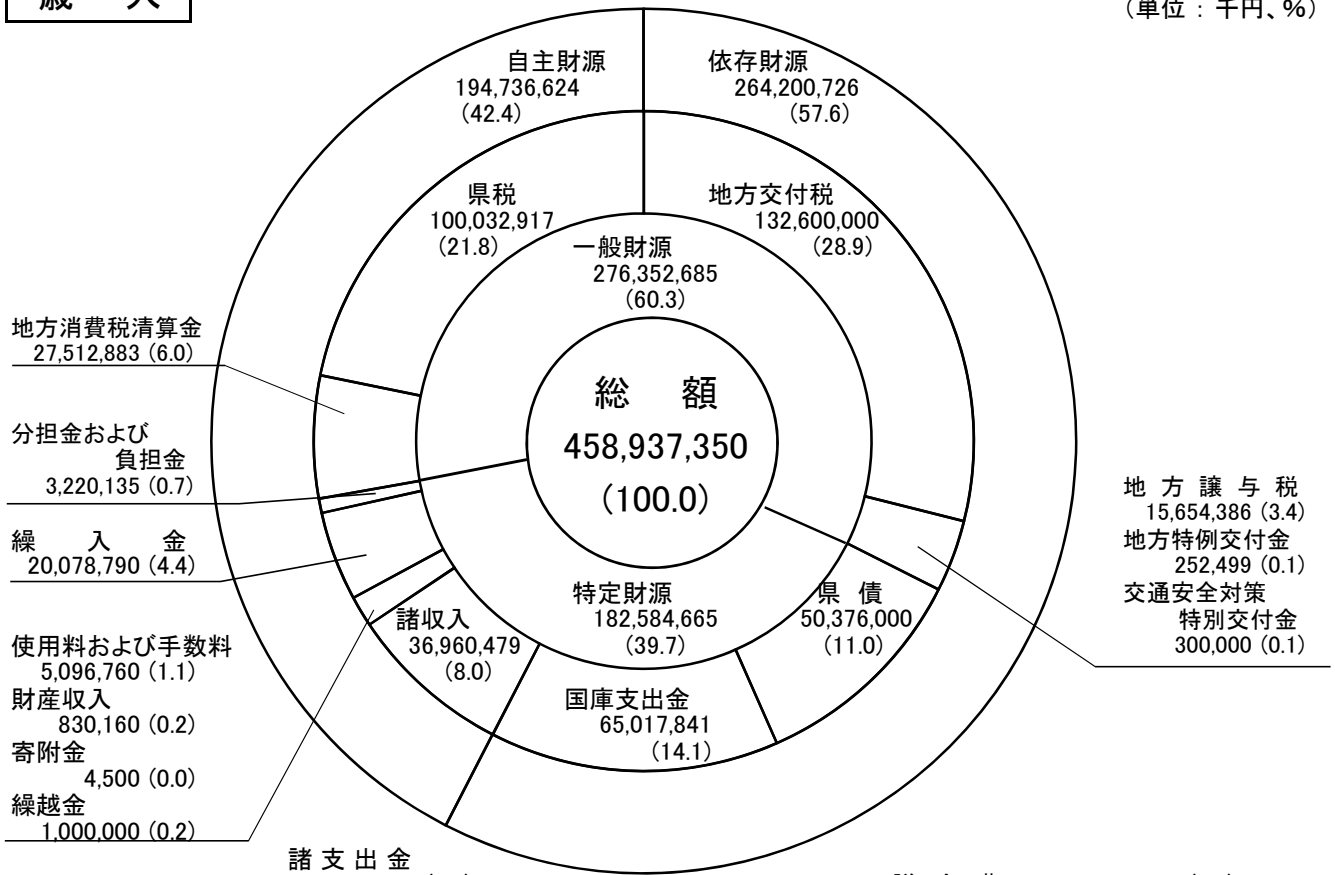 歳 入
（単位：千円、％）
自主財源
194,736,624
（42.4）
依存財源
264,200,726
（57.6）
県税
100,032,917
（21.8）
地方交付税
132,600,000
（28.9）
一般財源
276,352,685
（60.3）
総 額
458,937,350
（100.0）
地方消費税清算金
27,512,883（6.0）
分担金および
負担金
3,220,135（0.7）
繰 入 金
20,078,790（4.4）
使用料および手数料
5,096,760（1.1）
財産収入
830,160（0.2）
寄附金
4,500（0.0）
繰越金
1,000,000（0.2）
諸収入
36,960,479
（8.0）
特定財源
182,584,665
（39.7）
県 債
50,376,000
（11.0）
国庫支出金
65,017,841
（14.1）
地 方 譲 与 税
15,654,386（3.4）
地方特例交付金
252,499（0.1）
交通安全対策
特別交付金
300,000（0.1）
諸 支 出 金